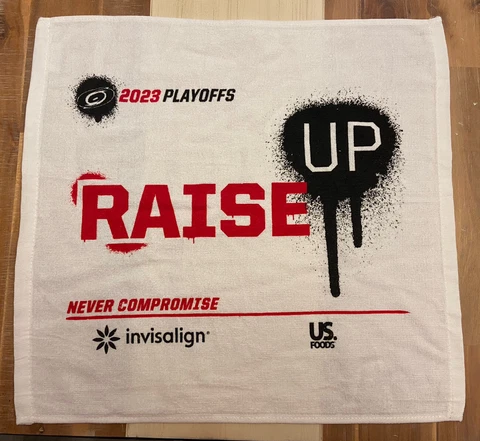 2023 PLAYOFFS
RAISE UP
NEVER COMPROMISE
invisalign®
US.
FOODS